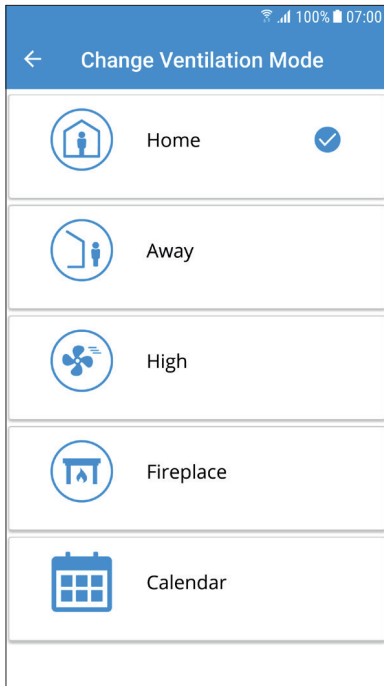 100% 07:00
Change Ventilation Mode
Home
Away
High
Fireplace
Calendar